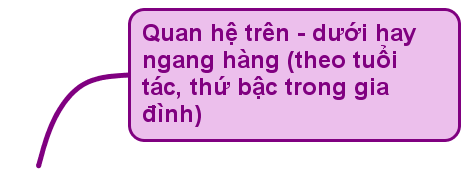 Quan hệ trên - dưới hay
ngang hàng (theo tuổi
tác, thứ bậc trong gia
đình)